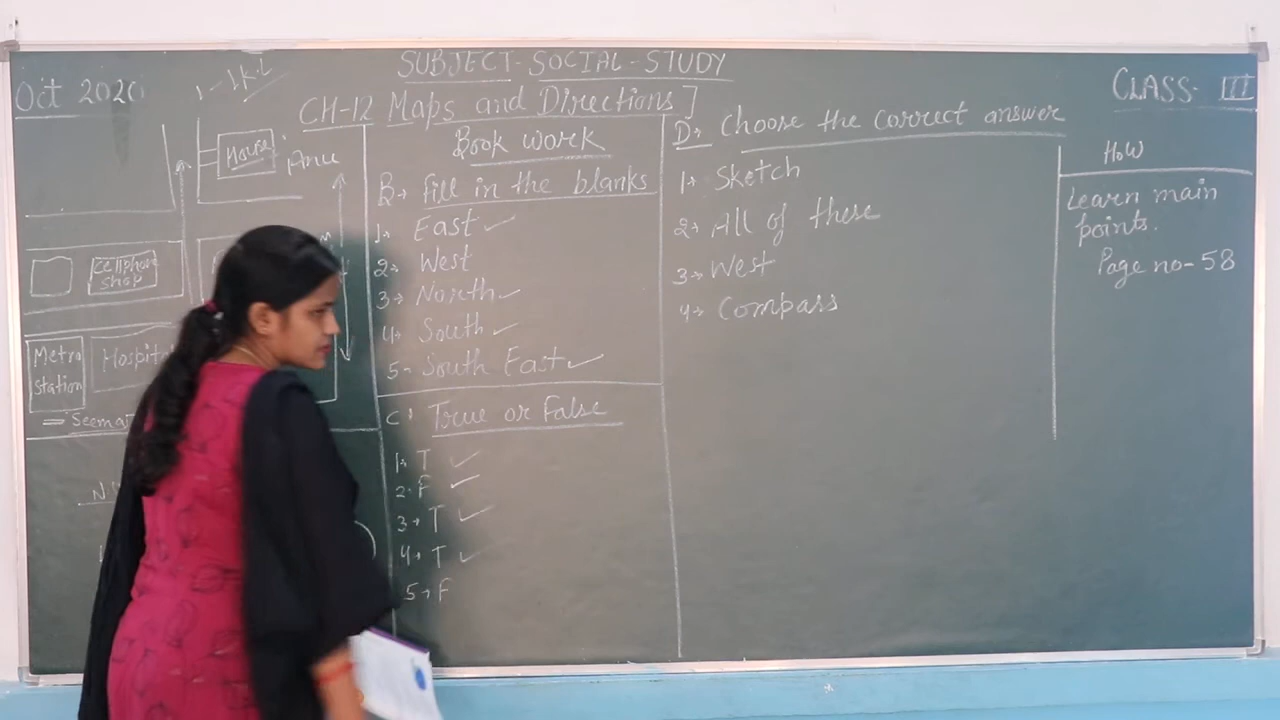 SUBJECT-SOCIAL-STUDY
Oct 2020
CLASS- III
CH-12 Maps and Directions]
House
Cellphone
shop
Metro
station
Book work
B→ fill in the blanks
1→ East ✓
2→ West
3→ North ✓
4→ South ✓
5- South East ✓
C→ True or False
1→ T ✓
2- F ✓
3→ T ✓
4→ T ✓
5→ F
D→ Choose the correct answer
1→ Sketch
2→ All of these
3→ West
4→ Compass
HoW
Learn main
points.
Page no-58